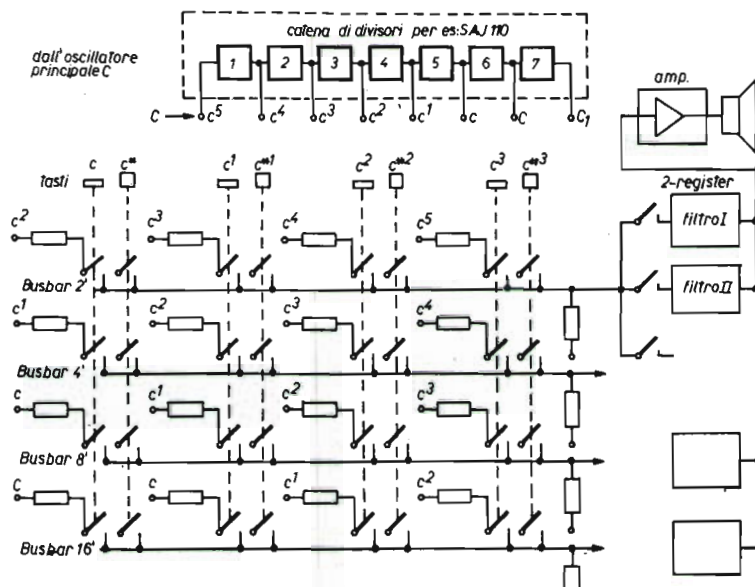 catena di divisori per es: SAJ 110
dall'oscillatore
principale C
1 2 3 4 5 6 7
C c⁵ c⁴ c³ c² c¹ c C C₁
amp.
tasti c c* c¹ c*¹ c² c*² c³ c*³
2-register
c² c³ c⁴ c⁵
filtro I
Busbar 2'
filtro II
c¹ c² c³ c⁴
Busbar 4'
c c¹ c² c³
Busbar 8'
C c c¹ c²
Busbar 16'